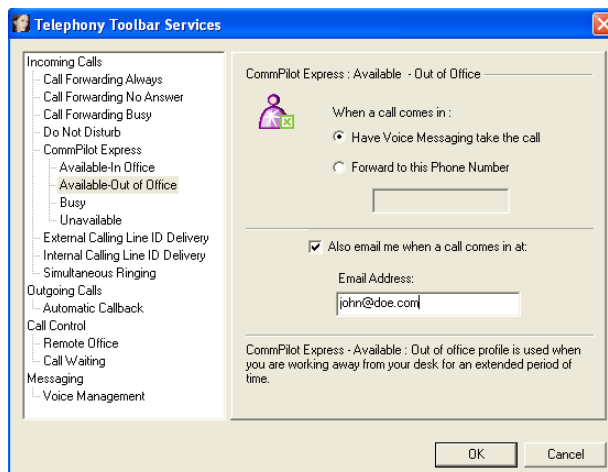 Telephony Toolbar Services
Incoming Calls
Call Forwarding Always
Call Forwarding No Answer
Call Forwarding Busy
Do Not Disturb
CommPilot Express
Available-In Office
Available-Out of Office
Busy
Unavailable
External Calling Line ID Delivery
Internal Calling Line ID Delivery
Simultaneous Ringing
Outgoing Calls
Automatic Callback
Call Control
Remote Office
Call Waiting
Messaging
Voice Management
CommPilot Express : Available - Out of Office
When a call comes in :
Have Voice Messaging take the call
Forward to this Phone Number
Also email me when a call comes in at:
Email Address:
john@doe.com
CommPilot Express - Available : Out of office profile is used when
you are working away from your desk for an extended period of
time.
OK
Cancel